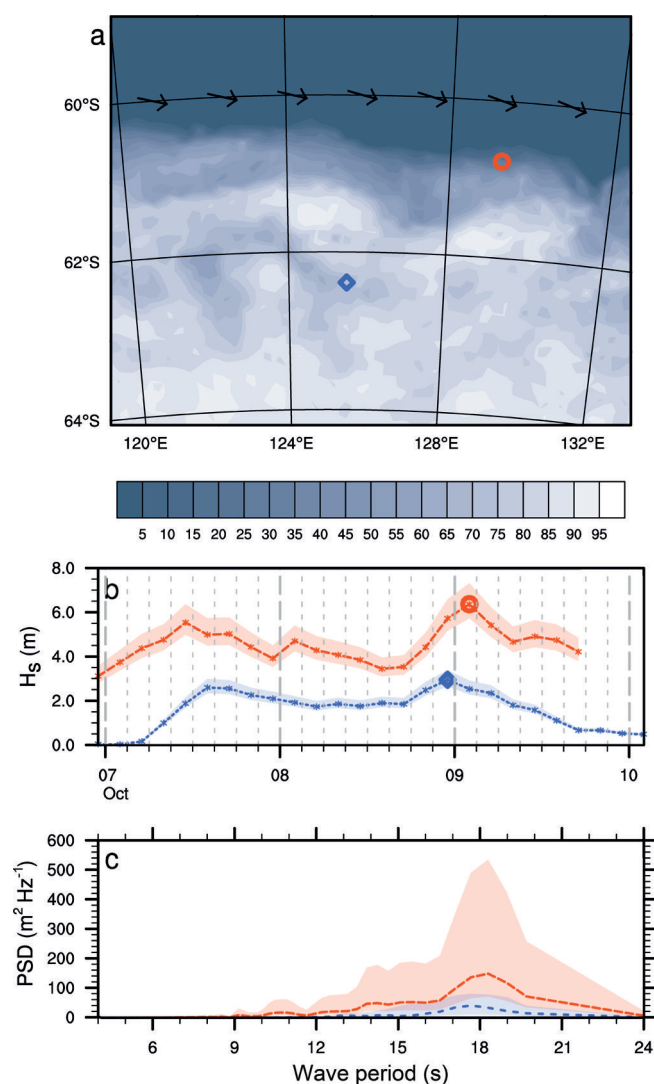 a
60°S
62°S
64°S
120°E 124°E 128°E 132°E
5 10 15 20 25 30 35 40 45 50 55 60 65 70 75 80 85 90 95
b
8.0
6.0
4.0
2.0
0.0
Hs (m)
07 08 09 10
Oct
c
600
500
400
300
200
100
0
PSD (m² Hz⁻¹)
6 9 12 15 18 21 24
Wave period (s)